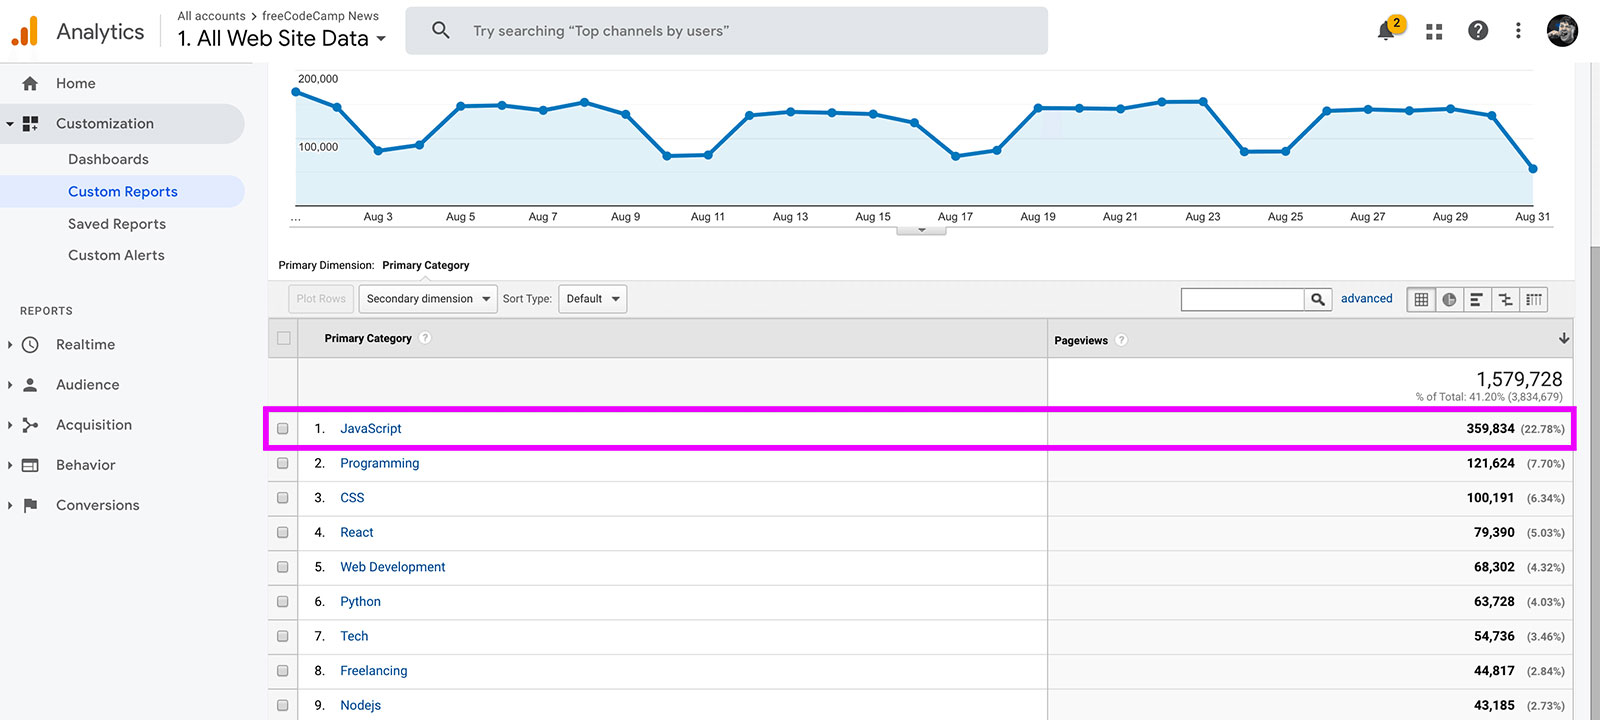 Analytics
All accounts > freeCodeCamp News
1. All Web Site Data
Try searching “Top channels by users”
2
Home
Customization
Dashboards
Custom Reports
Saved Reports
Custom Alerts
REPORTS
Realtime
Audience
Acquisition
Behavior
Conversions
200,000
100,000
... Aug 3 Aug 5 Aug 7 Aug 9 Aug 11 Aug 13 Aug 15 Aug 17 Aug 19 Aug 21 Aug 23 Aug 25 Aug 27 Aug 29 Aug 31
Primary Dimension: Primary Category
Plot Rows Secondary dimension Sort Type: Default advanced
Primary Category ? Pageviews ?
1,579,728
% of Total: 41.20% (3,834,679)
1. JavaScript 359,834 (22.78%)
2. Programming 121,624 (7.70%)
3. CSS 100,191 (6.34%)
4. React 79,390 (5.03%)
5. Web Development 68,302 (4.32%)
6. Python 63,728 (4.03%)
7. Tech 54,736 (3.46%)
8. Freelancing 44,817 (2.84%)
9. Nodejs 43,185 (2.73%)